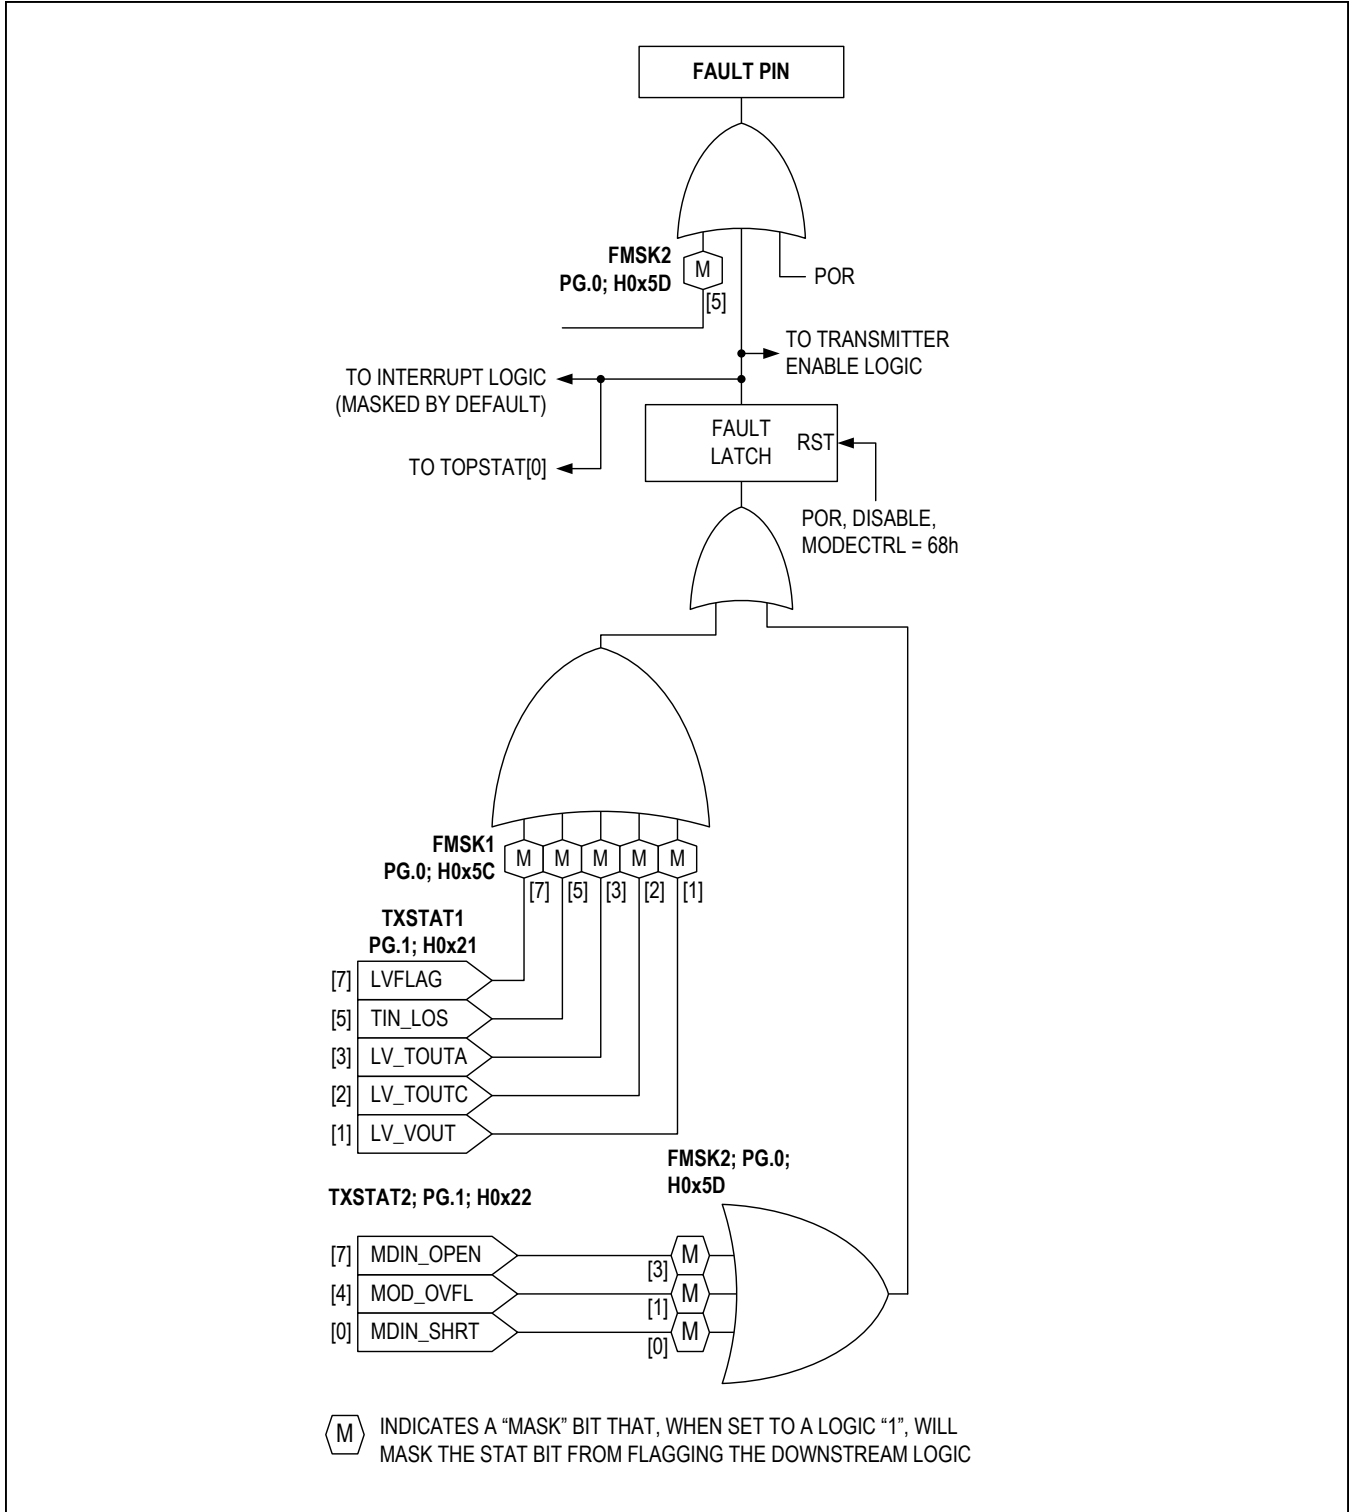 FAULT PIN
FMSK2
PG.0; H0x5D
M
[5]
POR
TO TRANSMITTER
ENABLE LOGIC
TO INTERRUPT LOGIC
(MASKED BY DEFAULT)
FAULT
LATCH
RST
TO TOPSTAT[0]
POR, DISABLE,
MODECTRL = 68h
FMSK1
PG.0; H0x5C
M M M M M
[7] [5] [3] [2] [1]
TXSTAT1
PG.1; H0x21
[7] LVFLAG
[5] TIN_LOS
[3] LV_TOUTA
[2] LV_TOUTC
[1] LV_VOUT
FMSK2; PG.0;
H0x5D
TXSTAT2; PG.1; H0x22
[7] MDIN_OPEN [3] M
[4] MOD_OVFL [1] M
[0] MDIN_SHRT [0] M
M INDICATES A “MASK” BIT THAT, WHEN SET TO A LOGIC “1”, WILL
MASK THE STAT BIT FROM FLAGGING THE DOWNSTREAM LOGIC